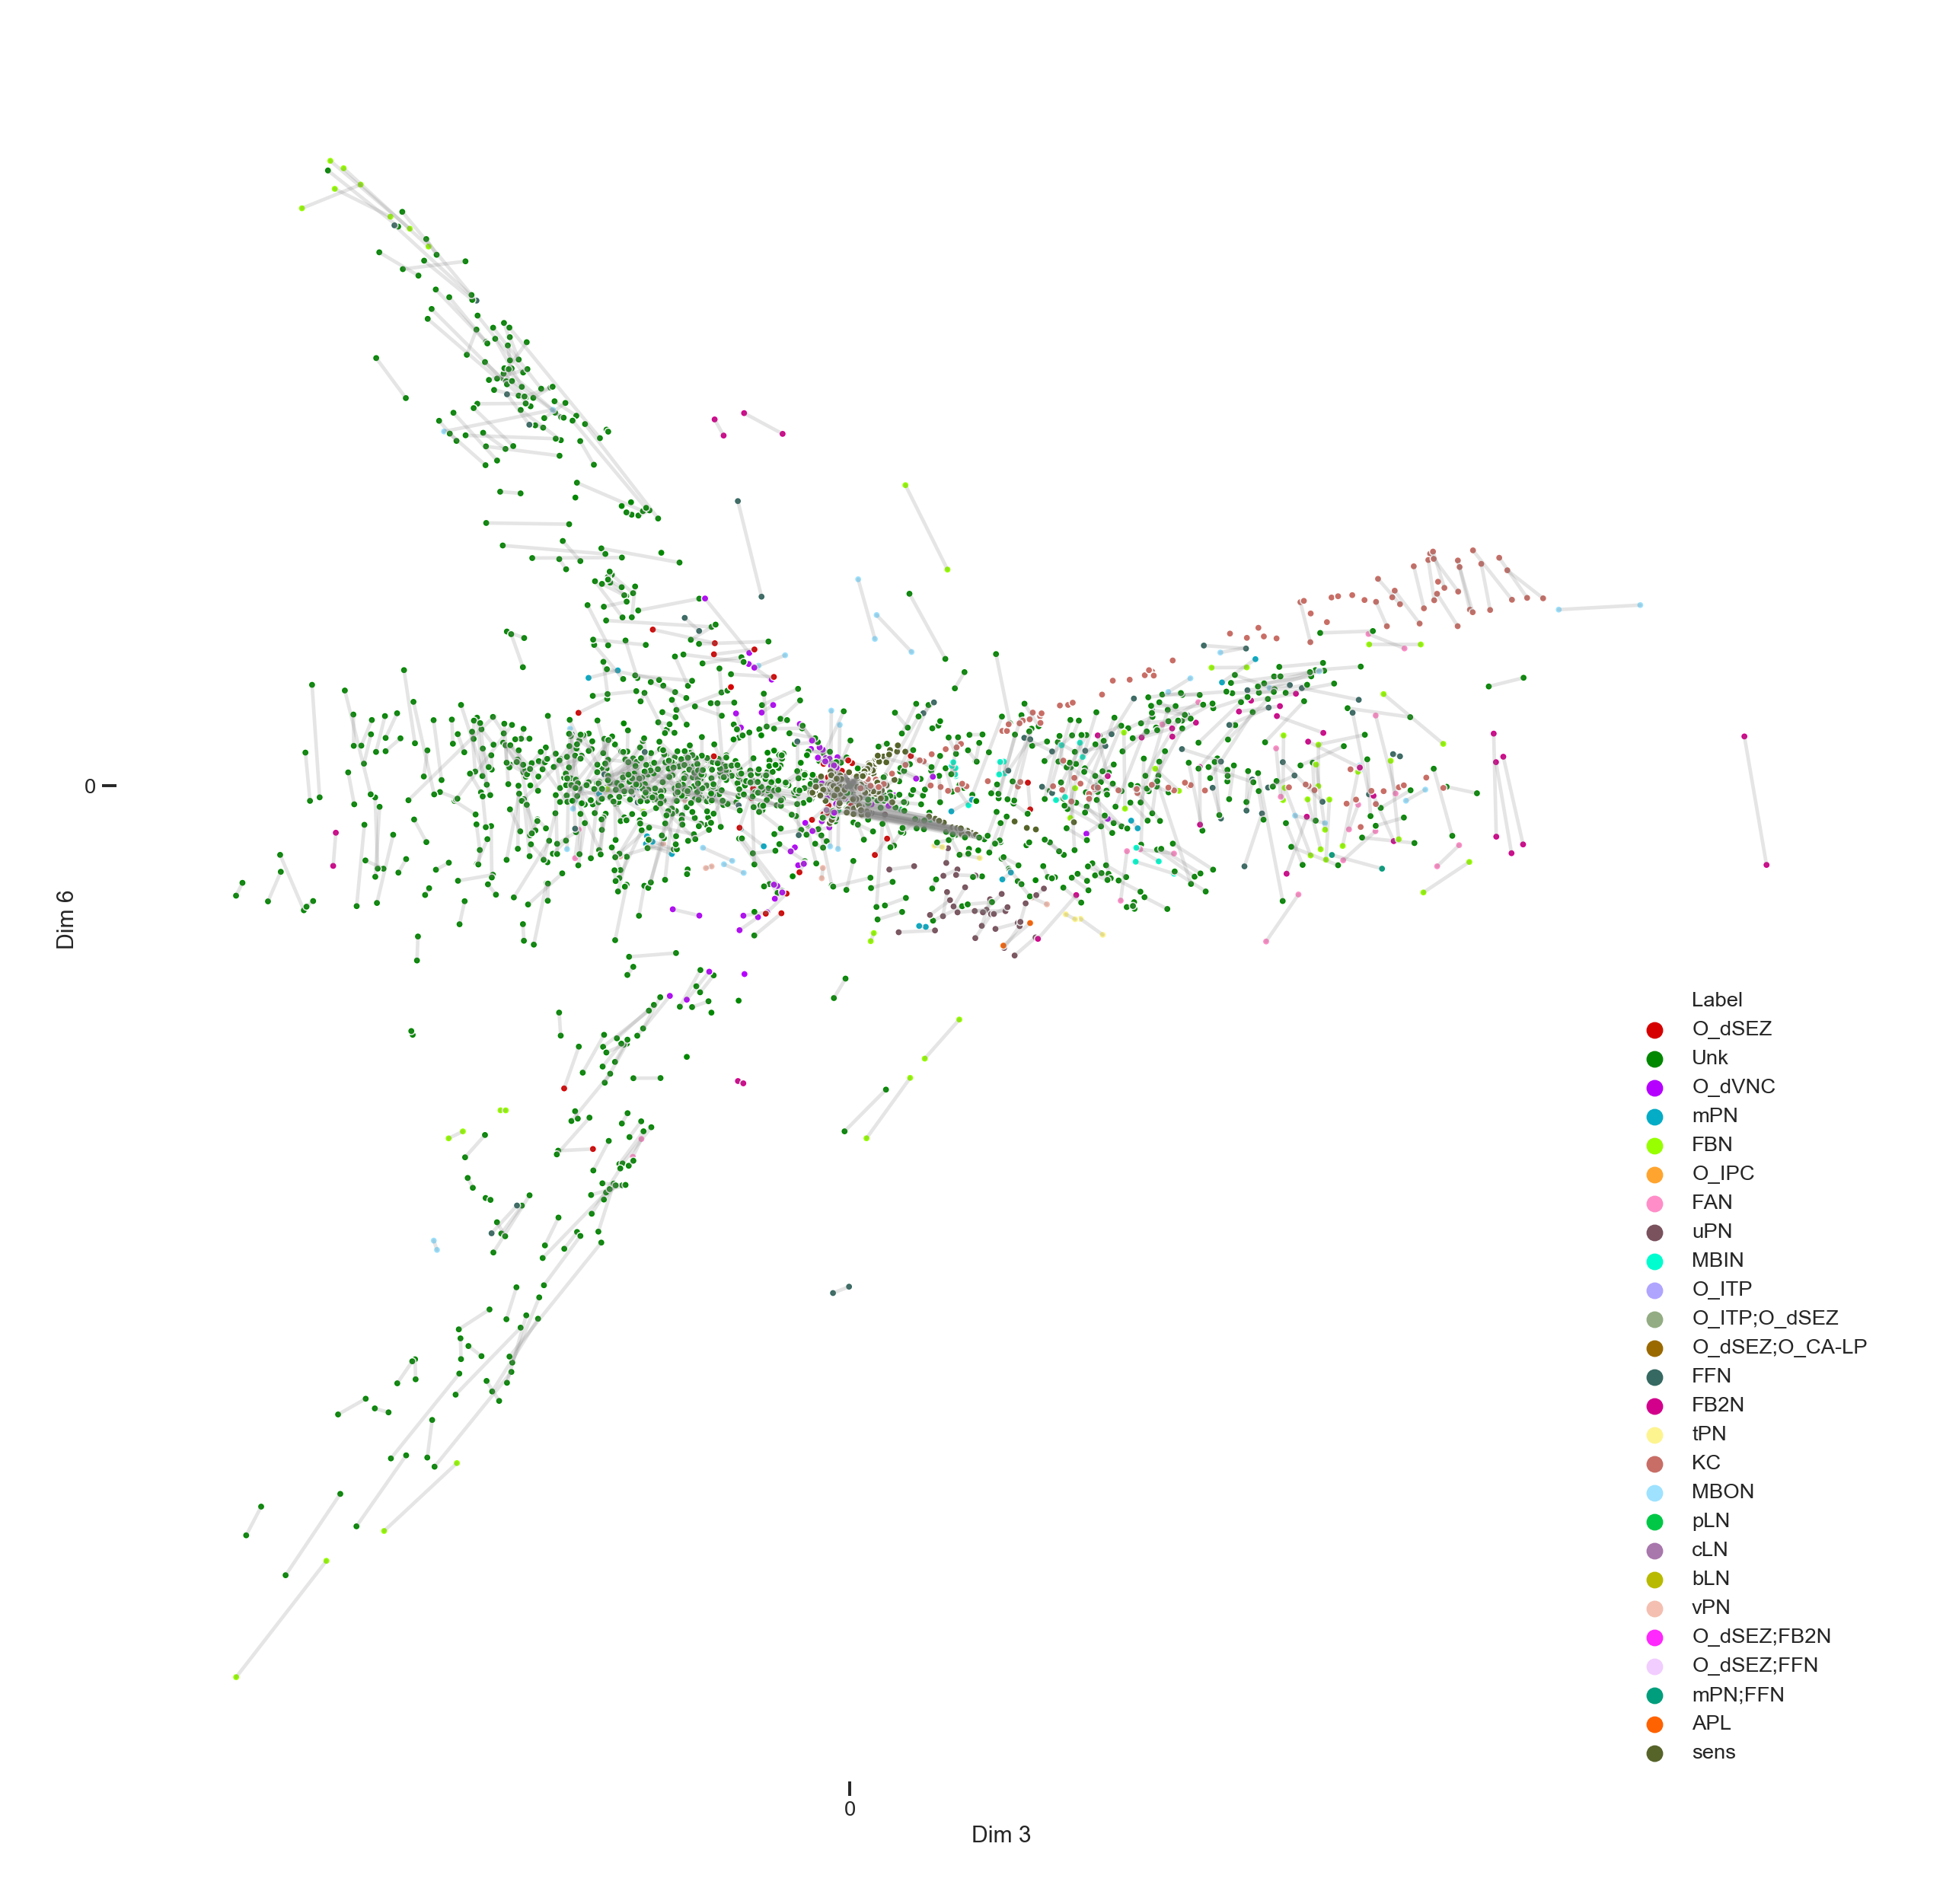 0
Dim 6
Label
O_dSEZ
Unk
O_dVNC
mPN
FBN
O_IPC
FAN
uPN
MBIN
O_ITP
O_ITP;O_dSEZ
O_dSEZ;O_CA-LP
FFN
FB2N
tPN
KC
MBON
pLN
cLN
bLN
vPN
O_dSEZ;FB2N
O_dSEZ;FFN
mPN;FFN
APL
sens
0
Dim 3